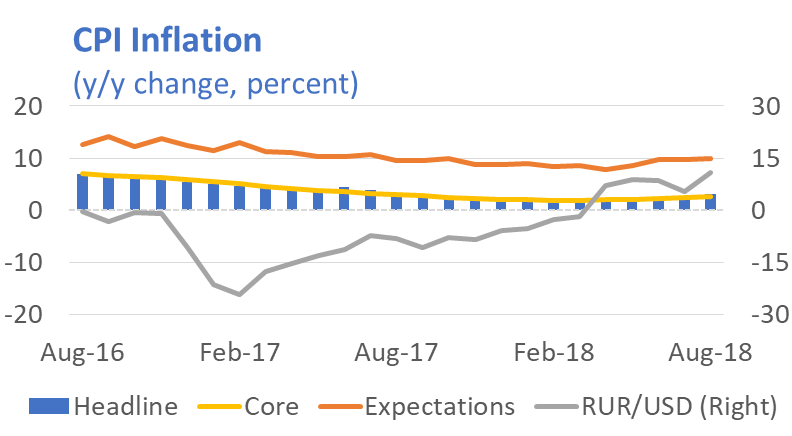 CPI Inflation
(y/y change, percent)
20 30
10 15
0 0
-10 -15
-20 -30
Aug-16 Feb-17 Aug-17 Feb-18 Aug-18
Headline Core Expectations RUR/USD (Right)